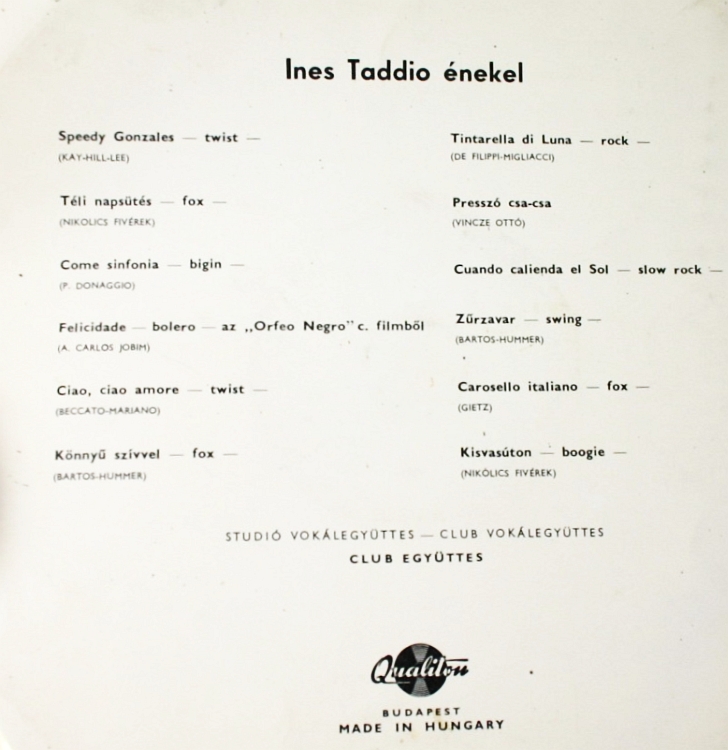 Ines Taddio énekel
Speedy Gonzales — twist —
(KAY-HILL-LEE)
Téli napsütés — fox —
(NIKOLICS FIVÉREK)
Come sinfonia — bigin —
(P. DONAGGIO)
Felicidade — bolero — az „Orfeo Negro" c. filmből
(A. CARLOS JOBIM)
Ciao, ciao amore — twist —
(BECCATO-MARIANO)
Könnyű szívvel — fox —
(BARTOS-HUMMER)
Tintarella di Luna — rock —
(DE FILIPPI-MIGLIACCI)
Presszó csa-csa
(VINCZE OTTÓ)
Cuando calienda el Sol — slow rock —
Zűrzavar — swing —
(BARTOS-HUMMER)
Carosello italiano — fox —
(GIETZ)
Kisvasúton — boogie —
(NIKOLICS FIVÉREK)
STUDIÓ VOKÁLEGYÜTTES — CLUB VOKÁLEGYÜTTES
CLUB EGYÜTTES
Qualiton
BUDAPEST
MADE IN HUNGARY